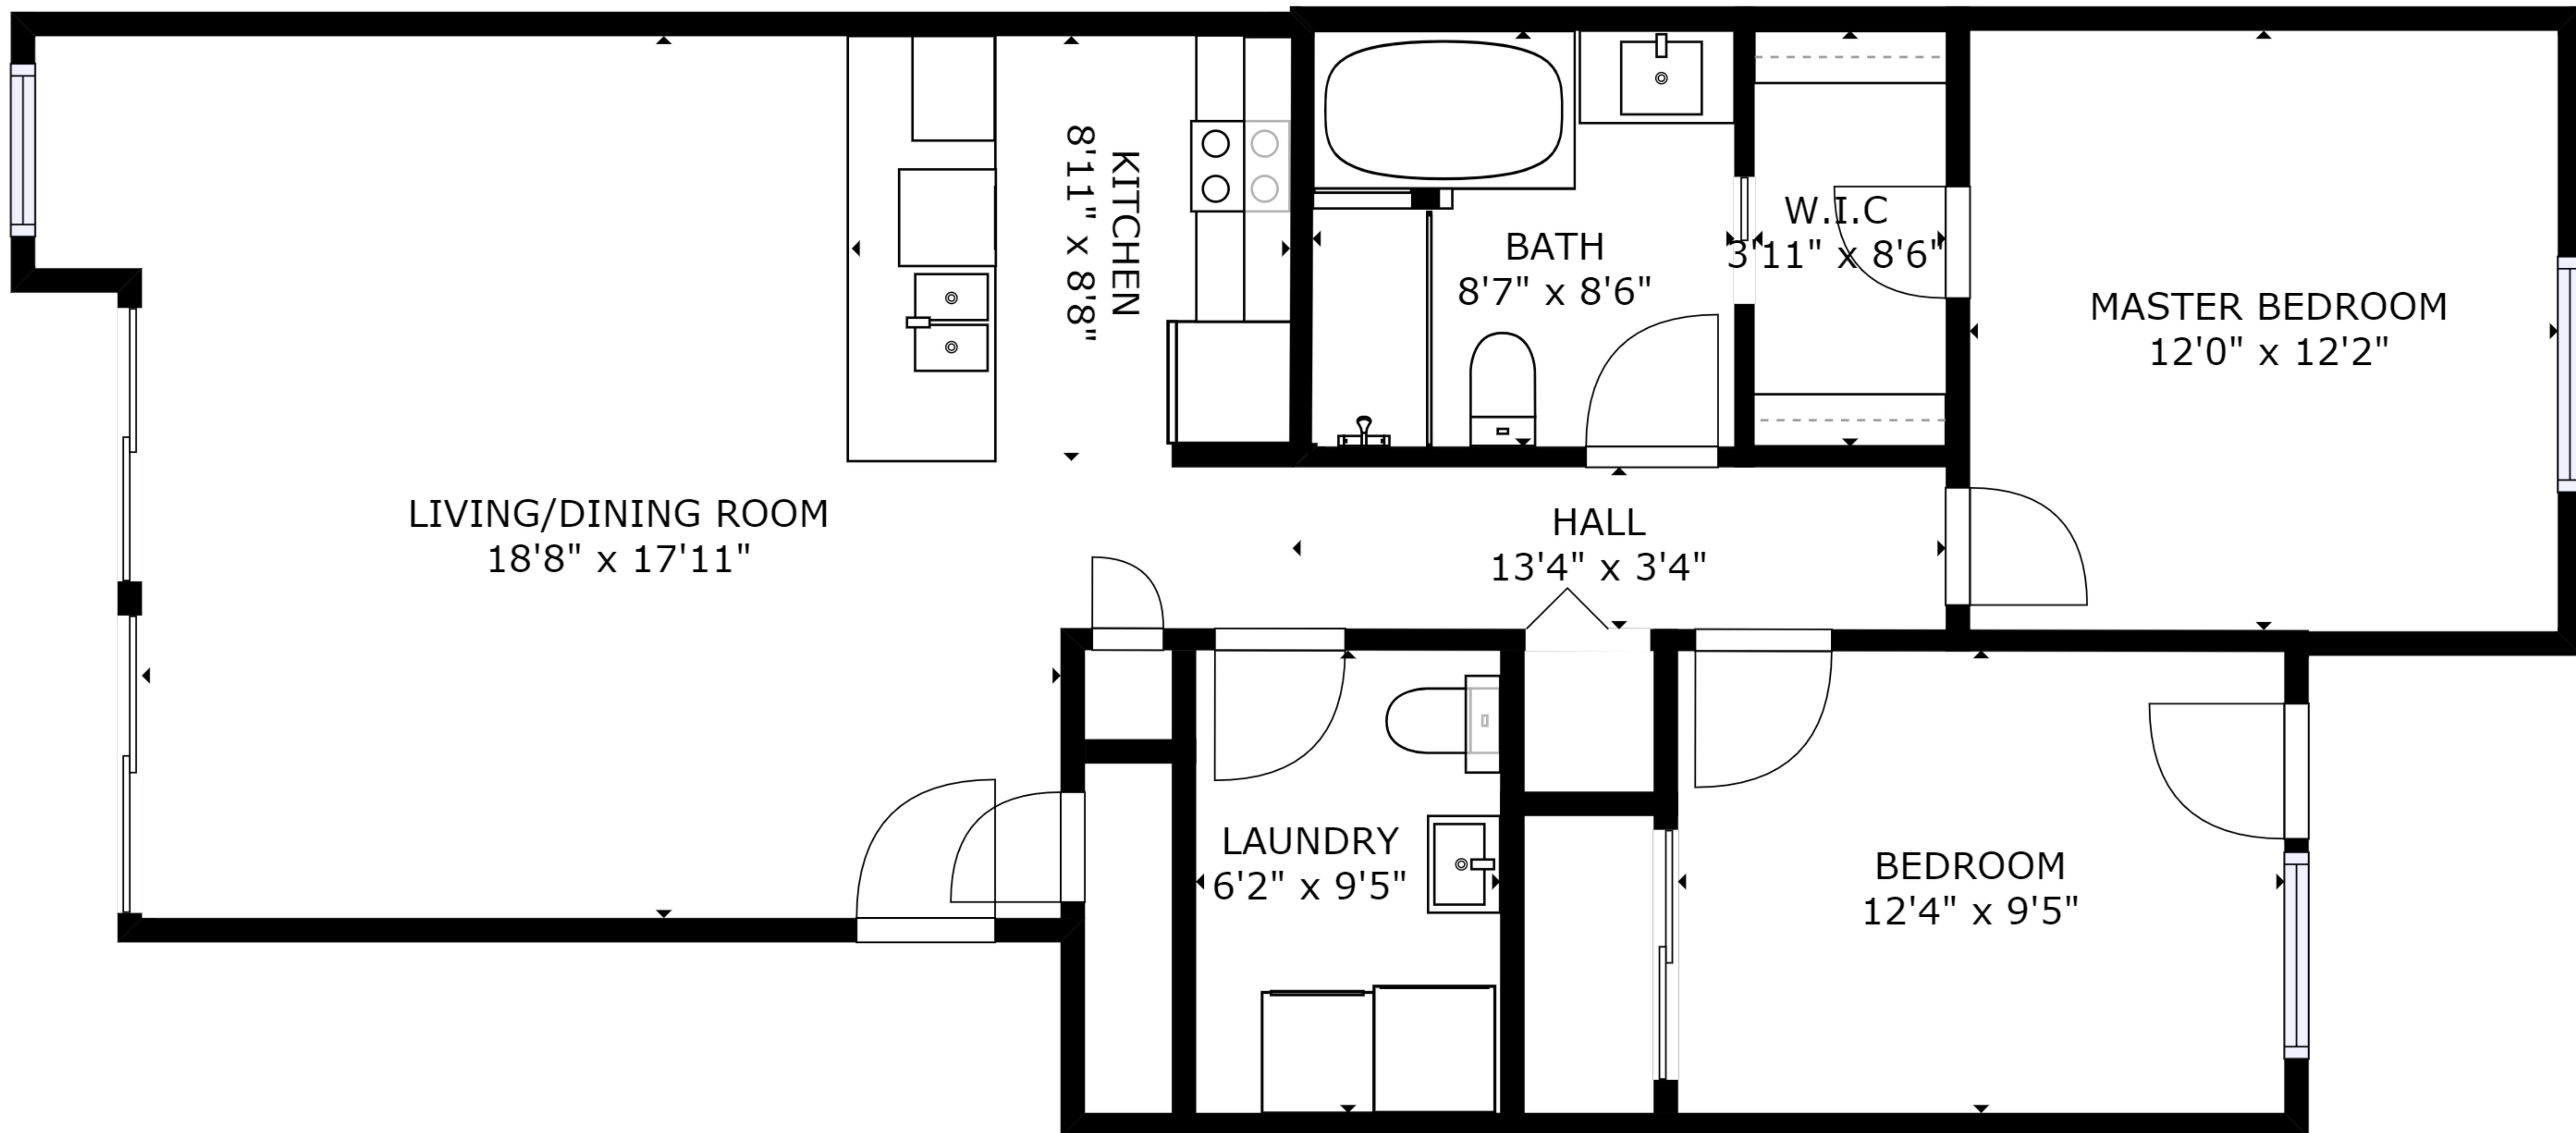 KITCHEN
8'11" x 8'8"
BATH
8'7" x 8'6"
W.I.C
3'11" x 8'6"
MASTER BEDROOM
12'0" x 12'2"
LIVING/DINING ROOM
18'8" x 17'11"
HALL
13'4" x 3'4"
LAUNDRY
6'2" x 9'5"
BEDROOM
12'4" x 9'5"